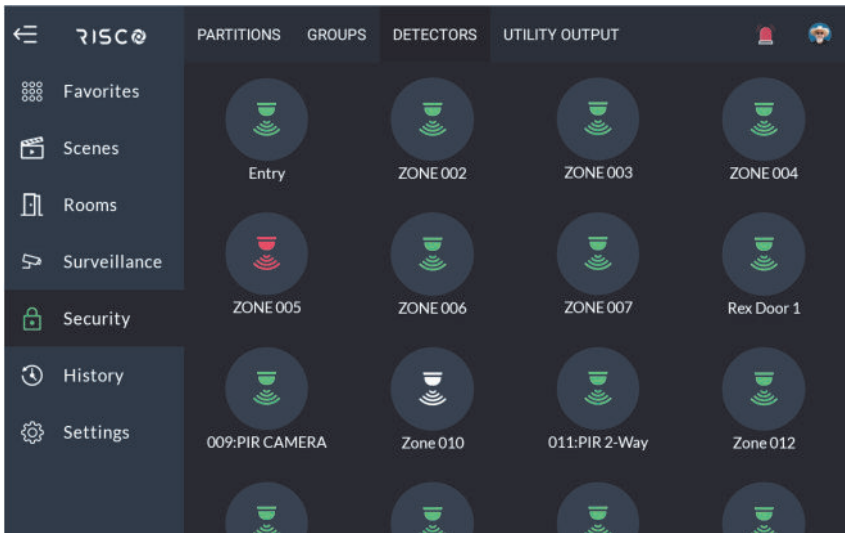 RISCO
PARTITIONS GROUPS DETECTORS UTILITY OUTPUT
Favorites
Scenes
Rooms
Surveillance
Security
History
Settings
Entry ZONE 002 ZONE 003 ZONE 004
ZONE 005 ZONE 006 ZONE 007 Rex Door 1
009:PIR CAMERA Zone 010 011:PIR 2-Way Zone 012